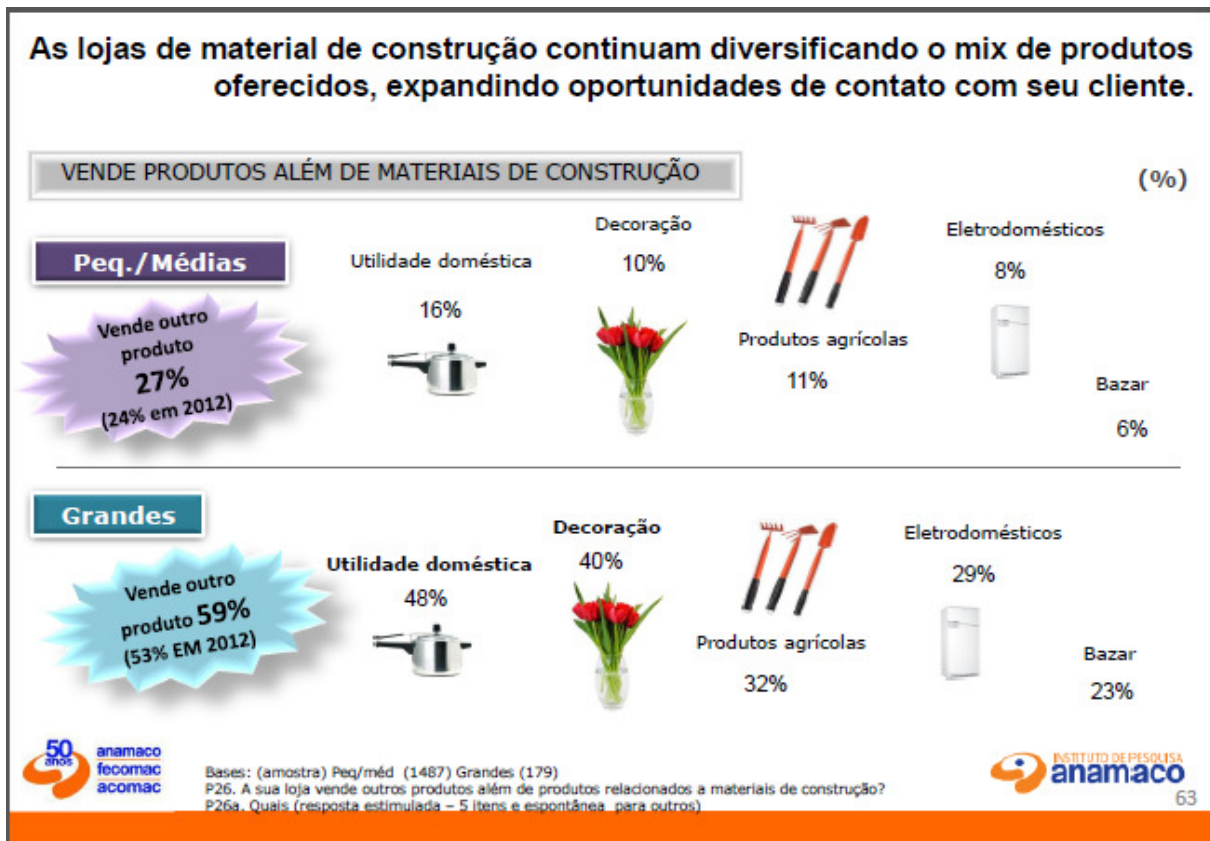 As lojas de material de construção continuam diversificando o mix de produtos
oferecidos, expandindo oportunidades de contato com seu cliente.
VENDE PRODUTOS ALÉM DE MATERIAIS DE CONSTRUÇÃO
(%)
Peq./Médias
Vende outro
produto
27%
(24% em 2012)
Utilidade doméstica
16%
Decoração
10%
Produtos agrícolas
11%
Eletrodomésticos
8%
Bazar
6%
Grandes
Vende outro
produto 59%
(53% EM 2012)
Utilidade doméstica
48%
Decoração
40%
Produtos agrícolas
32%
Eletrodomésticos
29%
Bazar
23%
50
anos
anamaco
fecomac
acomac
Bases: (amostra) Peq/méd (1487) Grandes (179)
P26. A sua loja vende outros produtos além de produtos relacionados a materiais de construção?
P26a. Quais (resposta estimulada – 5 itens e espontânea para outros)
INSTITUTO DE PESQUISA
anamaco
63